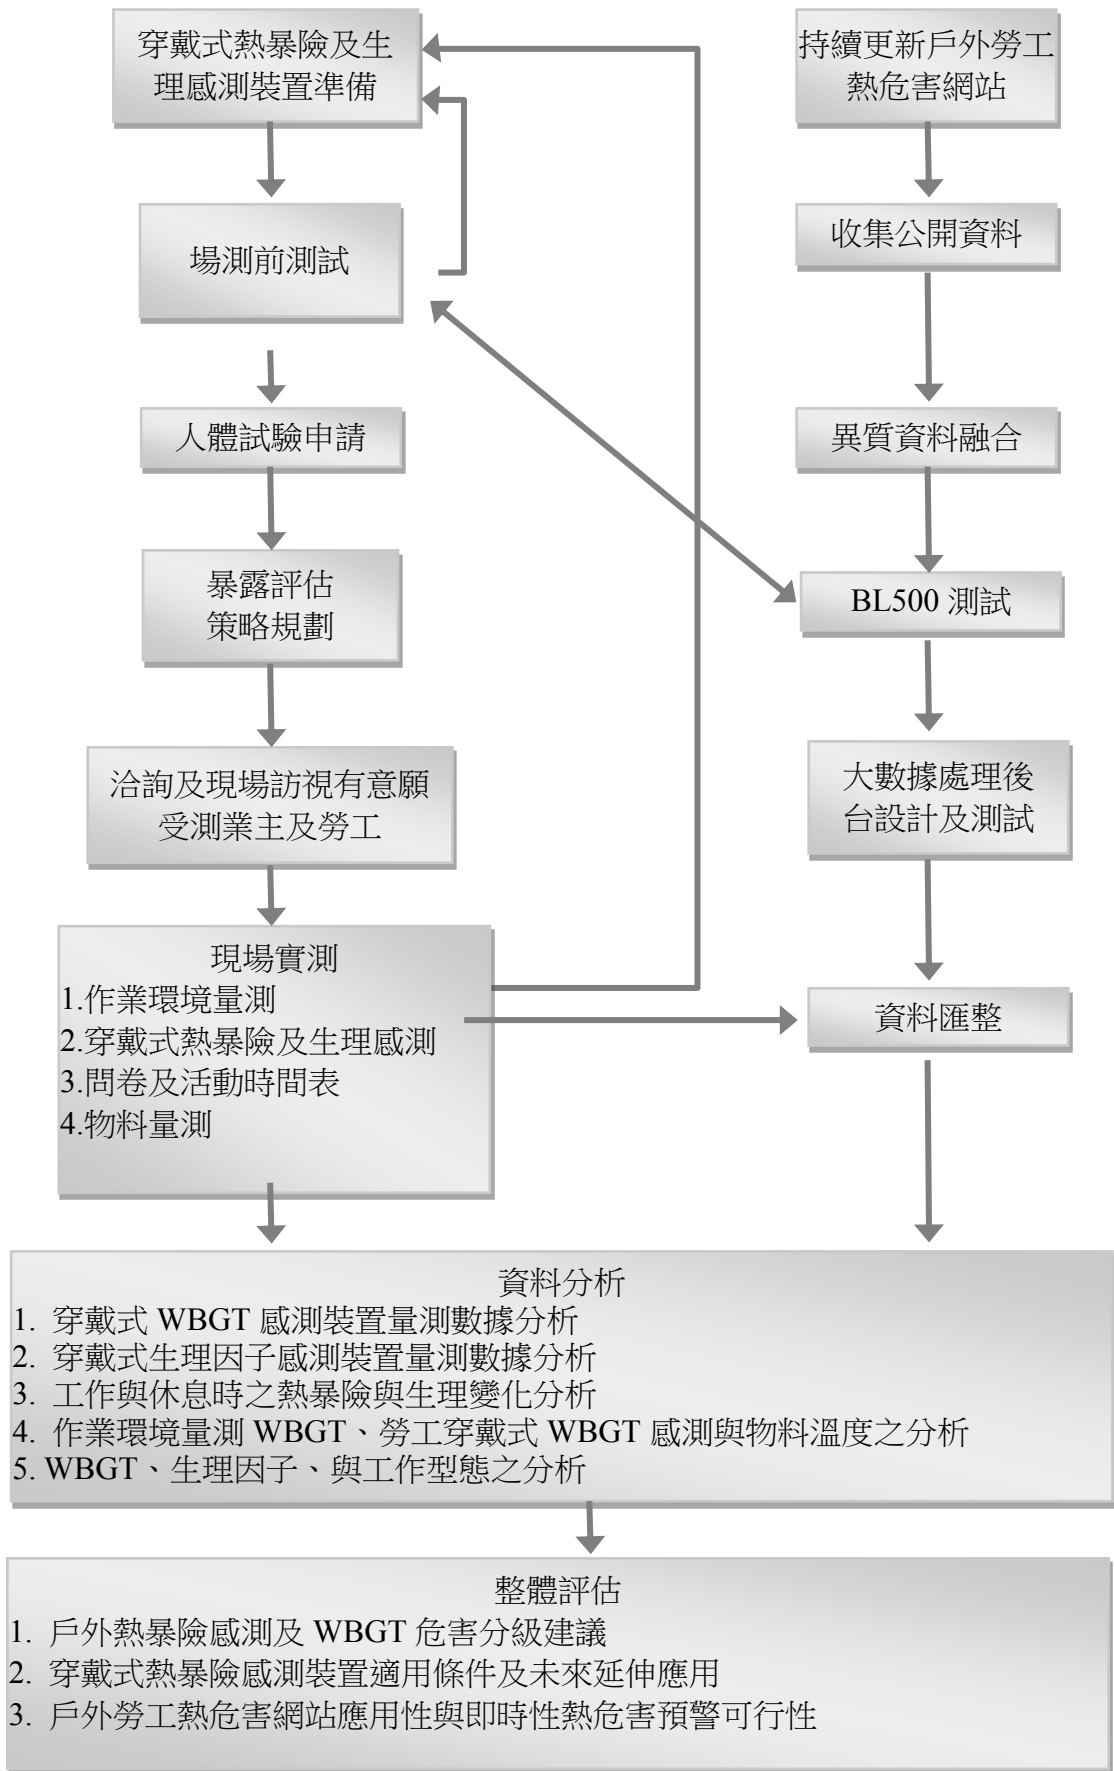 穿戴式熱暴險及生
理感測裝置準備
場測前測試
人體試驗申請
暴露評估
策略規劃
洽詢及現場訪視有意願
受測業主及勞工
現場實測
1.作業環境量測
2.穿戴式熱暴險及生理感測
3.問卷及活動時間表
4.物料量測
持續更新戶外勞工
熱危害網站
收集公開資料
異質資料融合
BL500 測試
大數據處理後
台設計及測試
資料匯整
資料分析
1. 穿戴式 WBGT 感測裝置量測數據分析
2. 穿戴式生理因子感測裝置量測數據分析
3. 工作與休息時之熱暴險與生理變化分析
4. 作業環境量測 WBGT、勞工穿戴式 WBGT 感測與物料溫度之分析
5. WBGT、生理因子、與工作型態之分析
整體評估
1. 戶外熱暴險感測及 WBGT 危害分級建議
2. 穿戴式熱暴險感測裝置適用條件及未來延伸應用
3. 戶外勞工熱危害網站應用性與即時性熱危害預警可行性